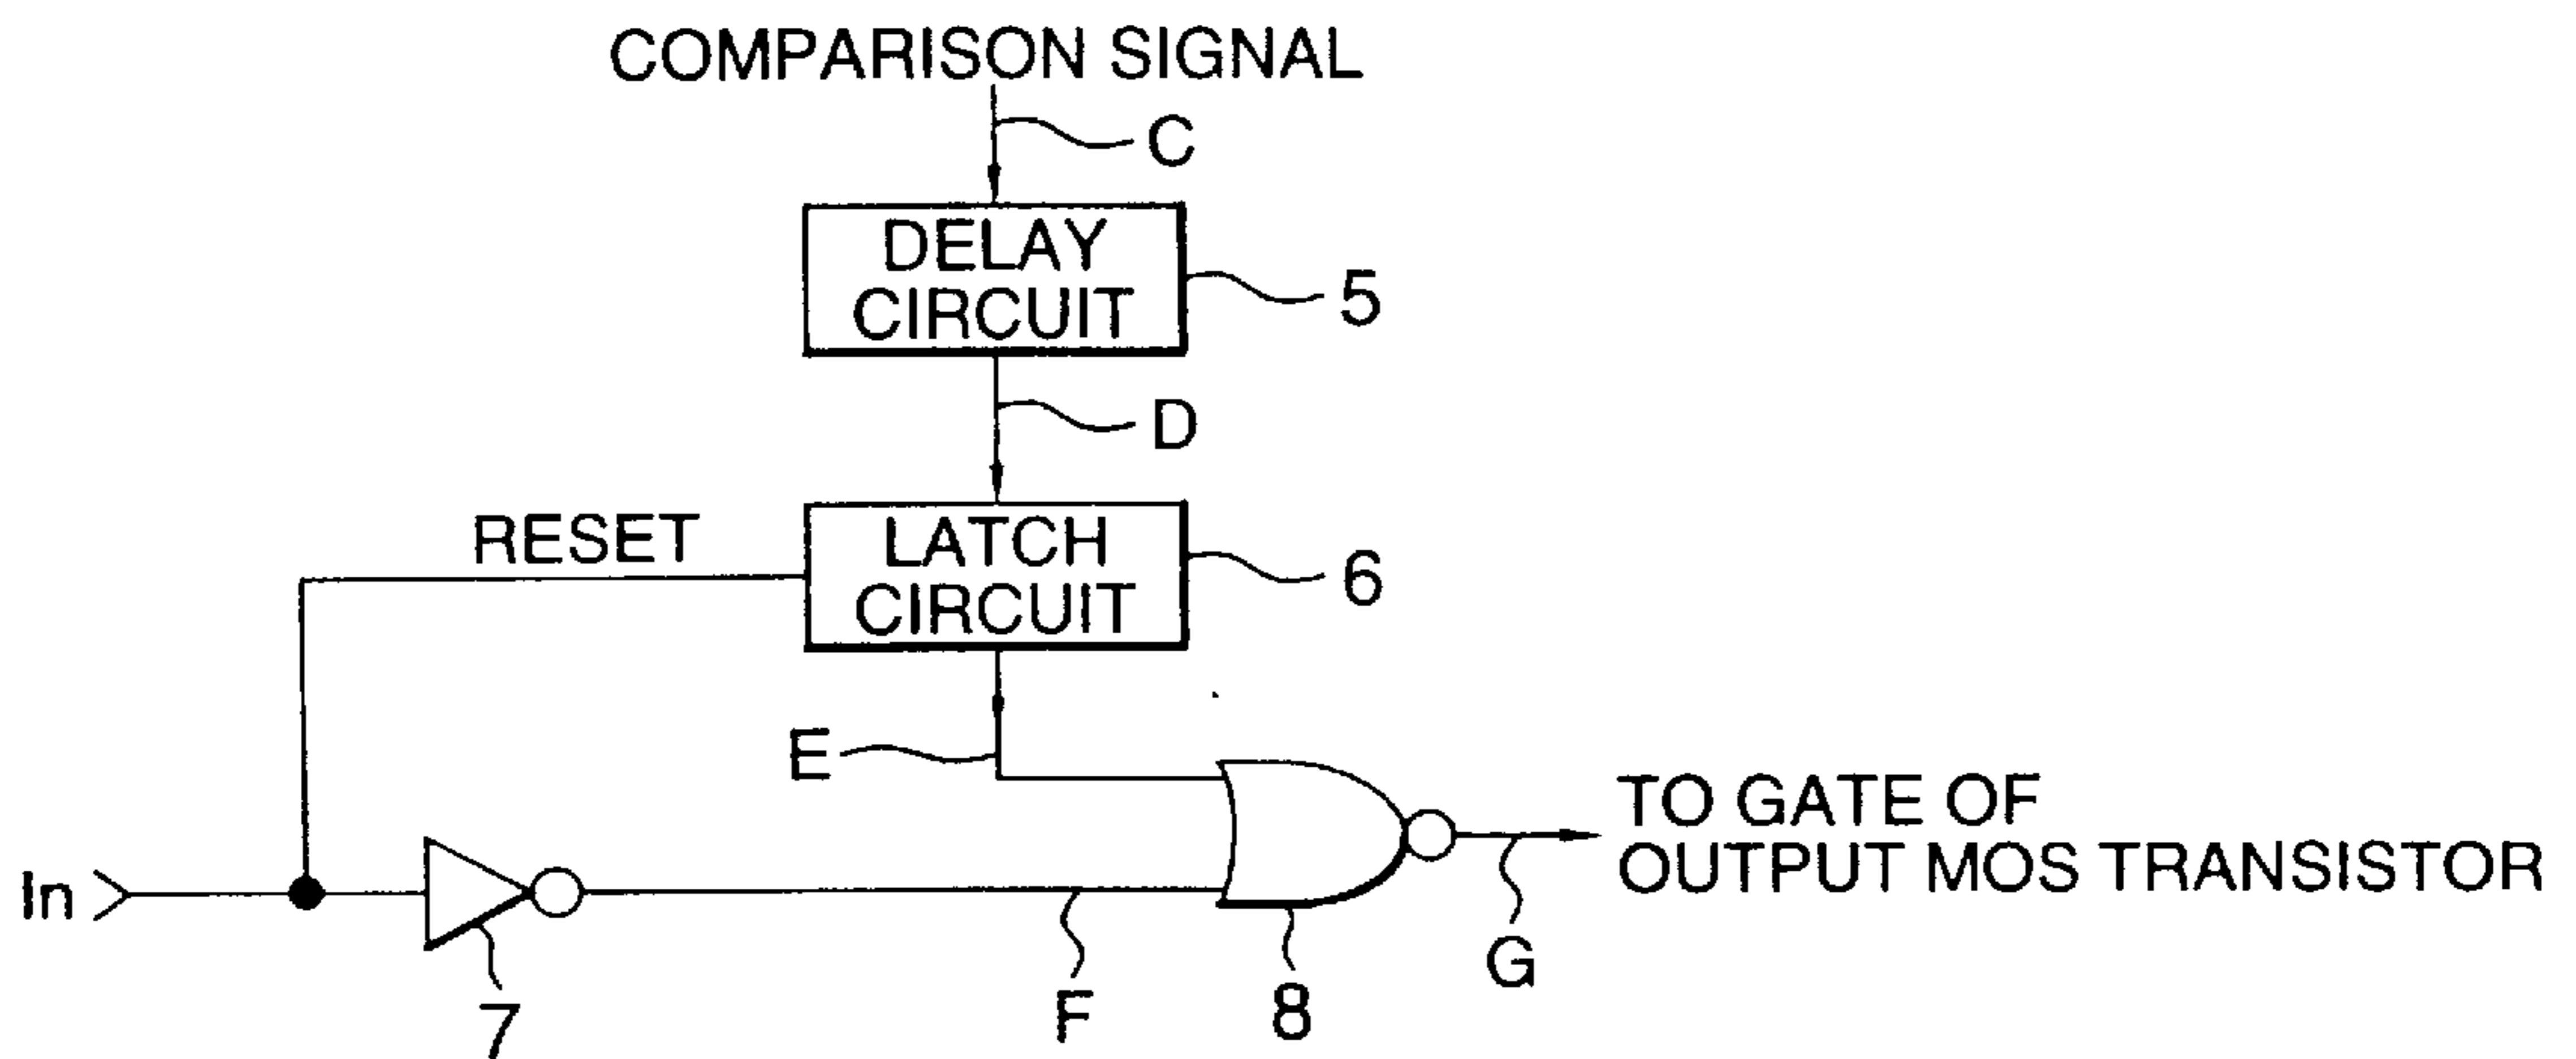 COMPARISON SIGNAL
C
DELAY
CIRCUIT
5
D
RESET
LATCH
CIRCUIT
6
E
In
7
F
8
G
TO GATE OF
OUTPUT MOS TRANSISTOR